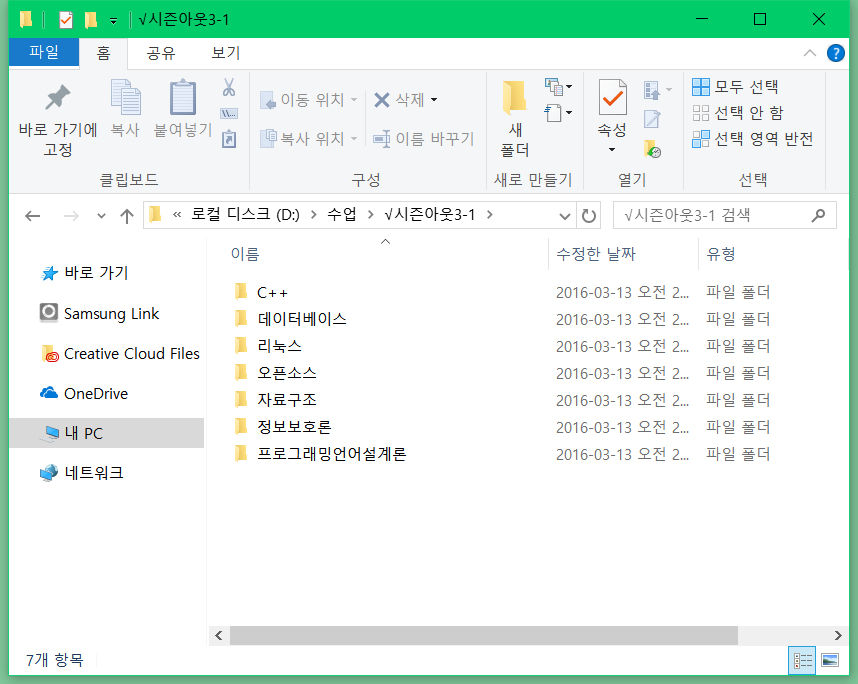 √시즌아웃3-1
파일 홈 공유 보기
바로 가기에 고정
복사
붙여넣기
클립보드
이동 위치
복사 위치
삭제
이름 바꾸기
구성
새 폴더
새로 만들기
속성
열기
모두 선택
선택 안 함
선택 영역 반전
선택
« 로컬 디스크 (D:) > 수업 > √시즌아웃3-1 >
√시즌아웃3-1 검색
바로 가기
Samsung Link
Creative Cloud Files
OneDrive
내 PC
네트워크
이름 수정한 날짜 유형
C++ 2016-03-13 오전 2... 파일 폴더
데이터베이스 2016-03-13 오전 2... 파일 폴더
리눅스 2016-03-13 오전 2... 파일 폴더
오픈소스 2016-03-13 오전 2... 파일 폴더
자료구조 2016-03-13 오전 2... 파일 폴더
정보보호론 2016-03-13 오전 2... 파일 폴더
프로그래밍언어설계론 2016-03-13 오전 2... 파일 폴더
7개 항목